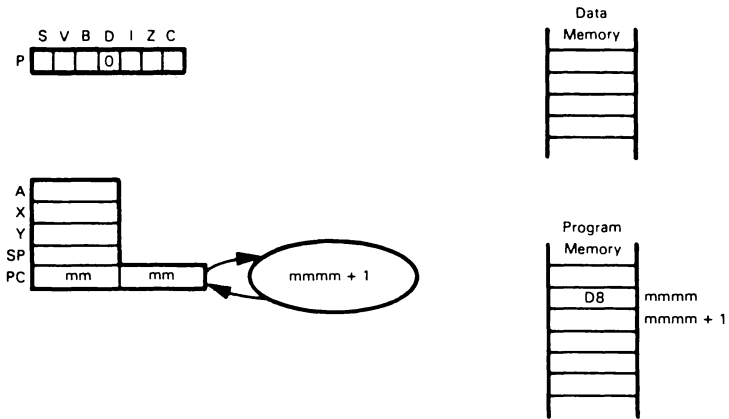 S V B D I Z C
P 0
Data
Memory
A
X
Y
SP
PC mm mm
mmmm + 1
Program
Memory
D8 mmmm
mmmm + 1